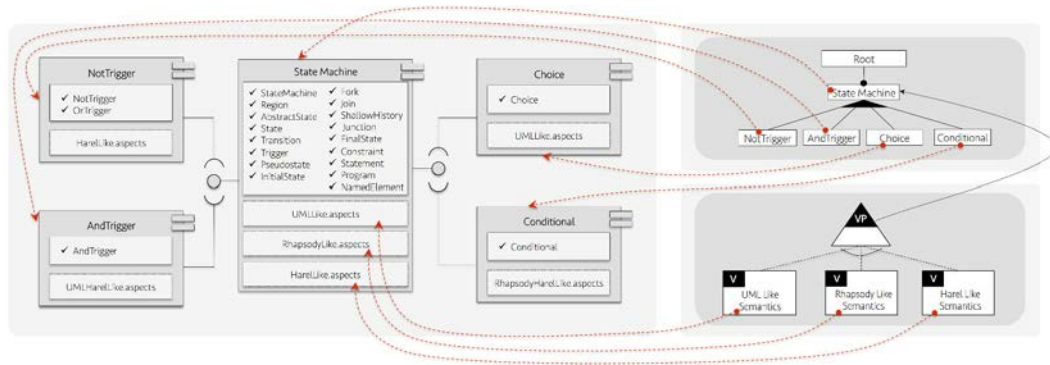 NotTrigger
✓ NotTrigger
✓ OrTrigger
HarelLike.aspects
AndTrigger
✓ AndTrigger
UMLHarelLike.aspects
State Machine
✓ StateMachine
✓ Region
✓ AbstractState
✓ State
✓ Transition
✓ Trigger
✓ Pseudostate
✓ InitialState
✓ Fork
✓ Join
✓ ShallowHistory
✓ Junction
✓ FinalState
✓ Constraint
✓ Statement
✓ Program
✓ NamedElement
UMLLike.aspects
RhapsodyLike.aspects
HarelLike.aspects
Choice
✓ Choice
UMLLike.aspects
Conditional
✓ Conditional
RhapsodyHarelLike.aspects
Root
State Machine
NotTrigger
AndTrigger
Choice
Conditional
VP
V
UML Like
Semantics
V
Rhapsody Like
Semantics
V
Harel Like
Semantics